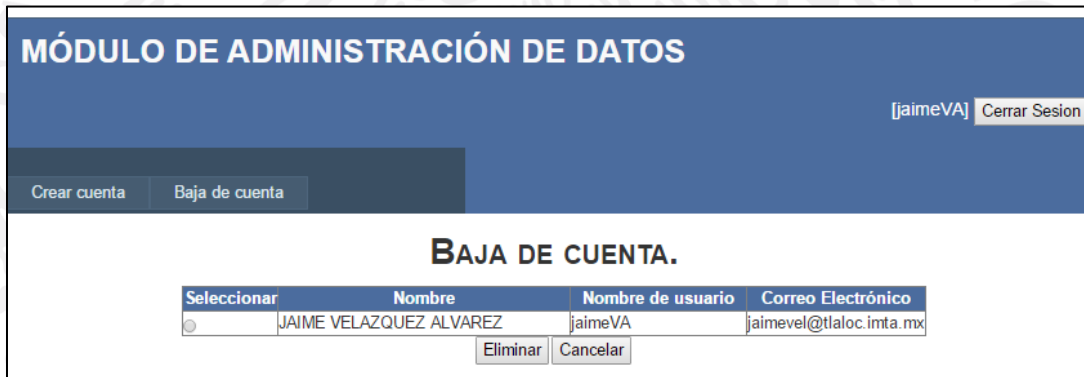 MÓDULO DE ADMINISTRACIÓN DE DATOS
[jaimeVA] Cerrar Sesion
Crear cuenta Baja de cuenta
BAJA DE CUENTA.
Seleccionar Nombre Nombre de usuario Correo Electrónico
JAIME VELAZQUEZ ALVAREZ jaimeVA jaimevel@tlaloc.imta.mx
Eliminar Cancelar